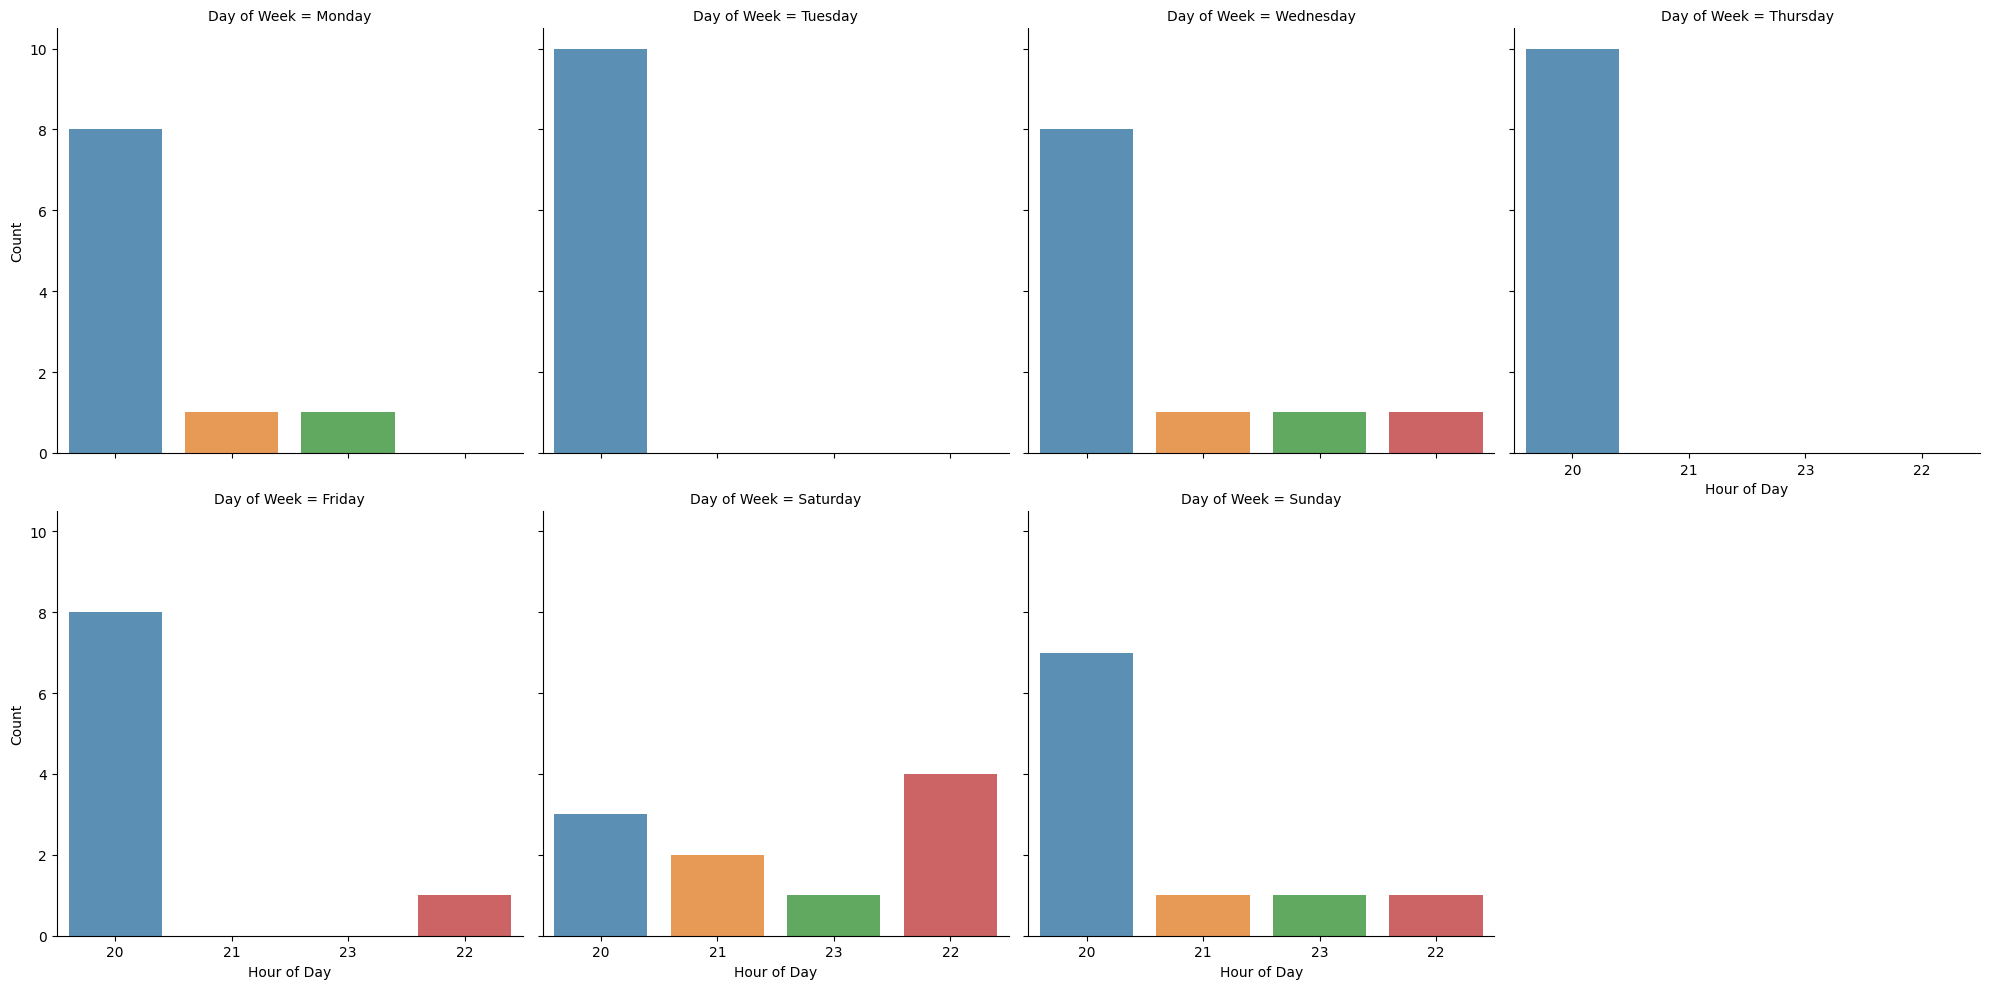 Day of Week = Monday
Day of Week = Tuesday
Day of Week = Wednesday
Day of Week = Thursday
10
8
6
4
2
0
Count
20 21 23 22
Hour of Day
Day of Week = Friday
Day of Week = Saturday
Day of Week = Sunday
10
8
6
4
2
0
Count
20 21 23 22
Hour of Day
20 21 23 22
Hour of Day
20 21 23 22
Hour of Day